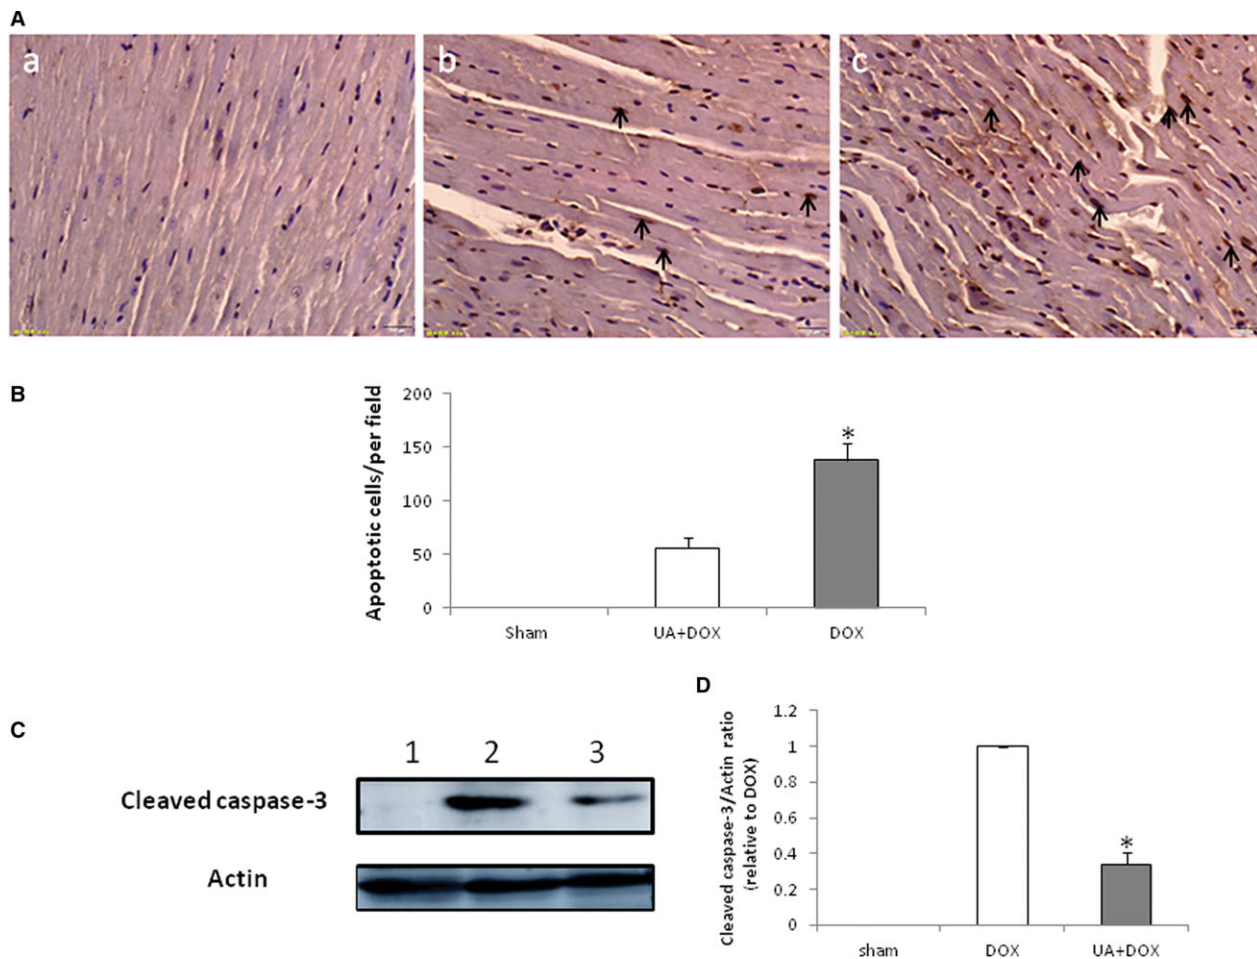 A
a
b
c
B
Apoptotic cells/per field
200
150
100
50
0
*
Sham
UA+DOX
DOX
C
1
2
3
Cleaved caspase-3
Actin
D
Cleaved caspase-3/Actin ratio
(relative to DOX)
1.2
1
0.8
0.6
0.4
0.2
0
*
sham
DOX
UA+DOX